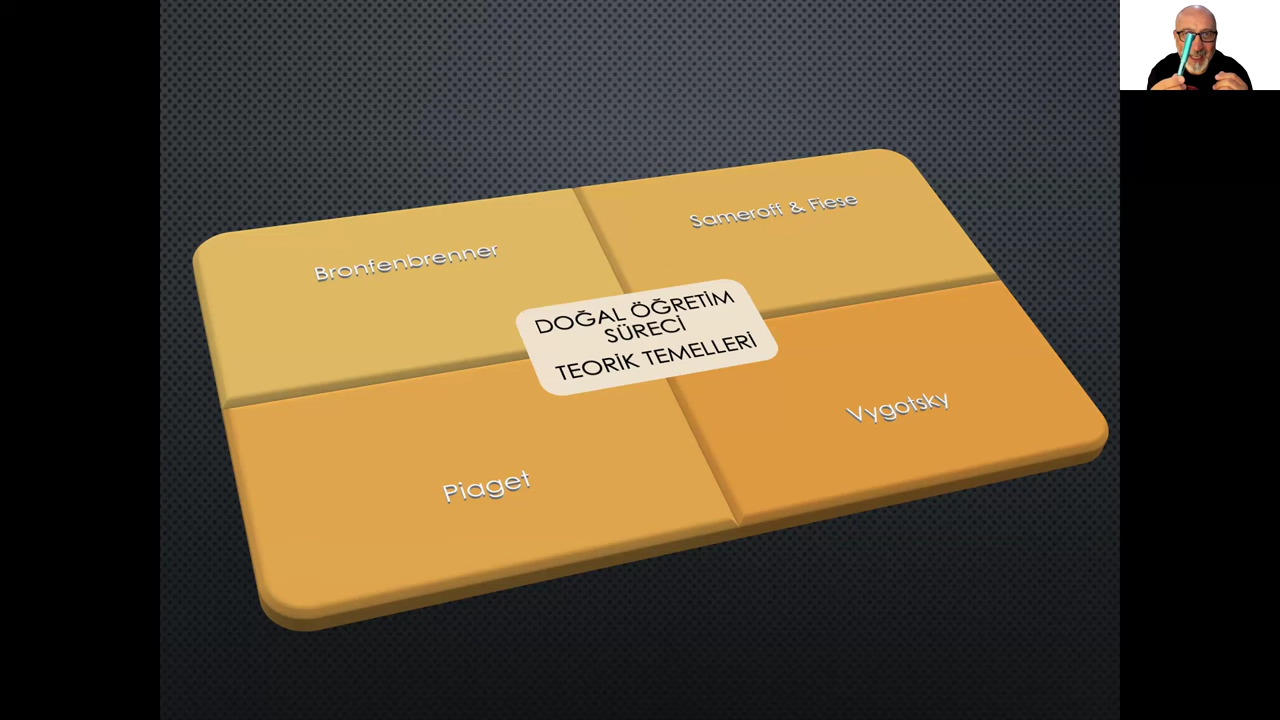 Bronfenbrenner
Sameroff & Fiese
DOĞAL ÖĞRETİM
SÜRECİ
TEORİK TEMELLERİ
Piaget
Vygotsky